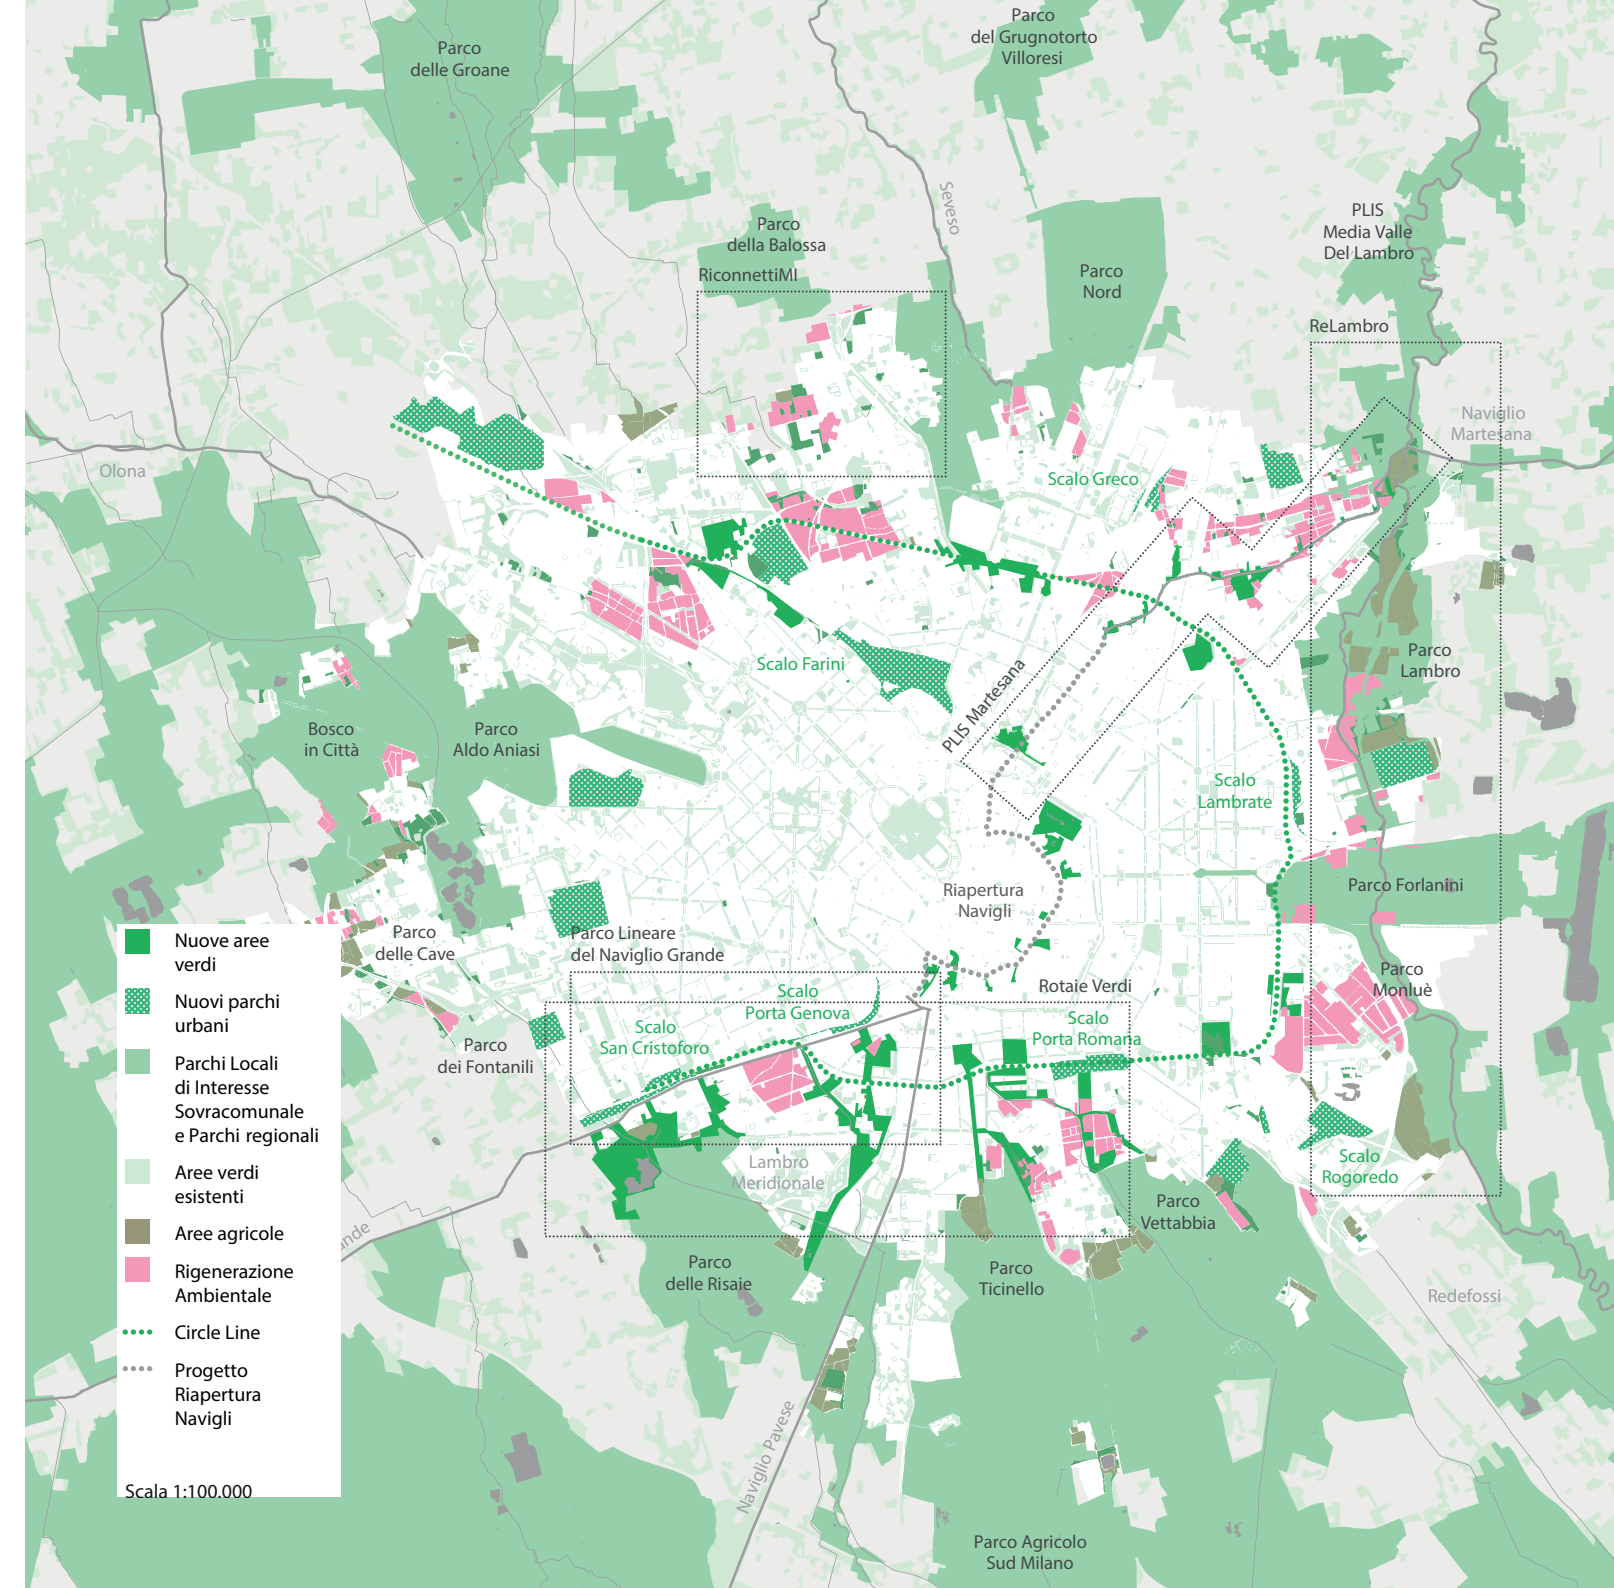 Parco
delle Groane
Parco
del Grugnotorto
Villoresi
Seveso
PLIS
Media Valle
Del Lambro
Parco
della Balossa
RiconnettiMI
Parco
Nord
ReLambro
Naviglio
Martesana
Olona
Scalo Greco
Scalo Farini
PLIS Martesana
Parco
Lambro
Bosco
in Città
Parco
Aldo Aniasi
Scalo
Lambrate
Riapertura
Navigli
Parco Forlanini
Parco
delle Cave
Parco Lineare
del Naviglio Grande
Parco
Monluè
Rotaie Verdi
Scalo
Porta Genova
Scalo
San Cristoforo
Scalo
Porta Romana
Parco
dei Fontanili
Lambro
Meridionale
Scalo
Rogoredo
Parco
Vettabbia
Parco
delle Risaie
Parco
Ticinello
Redefossi
Naviglio Pavese
Parco Agricolo
Sud Milano
Nuove aree
verdi
Nuovi parchi
urbani
Parchi Locali
di Interesse
Sovracomunale
e Parchi regionali
Aree verdi
esistenti
Aree agricole
Rigenerazione
Ambientale
Circle Line
Progetto
Riapertura
Navigli
Scala 1:100.000